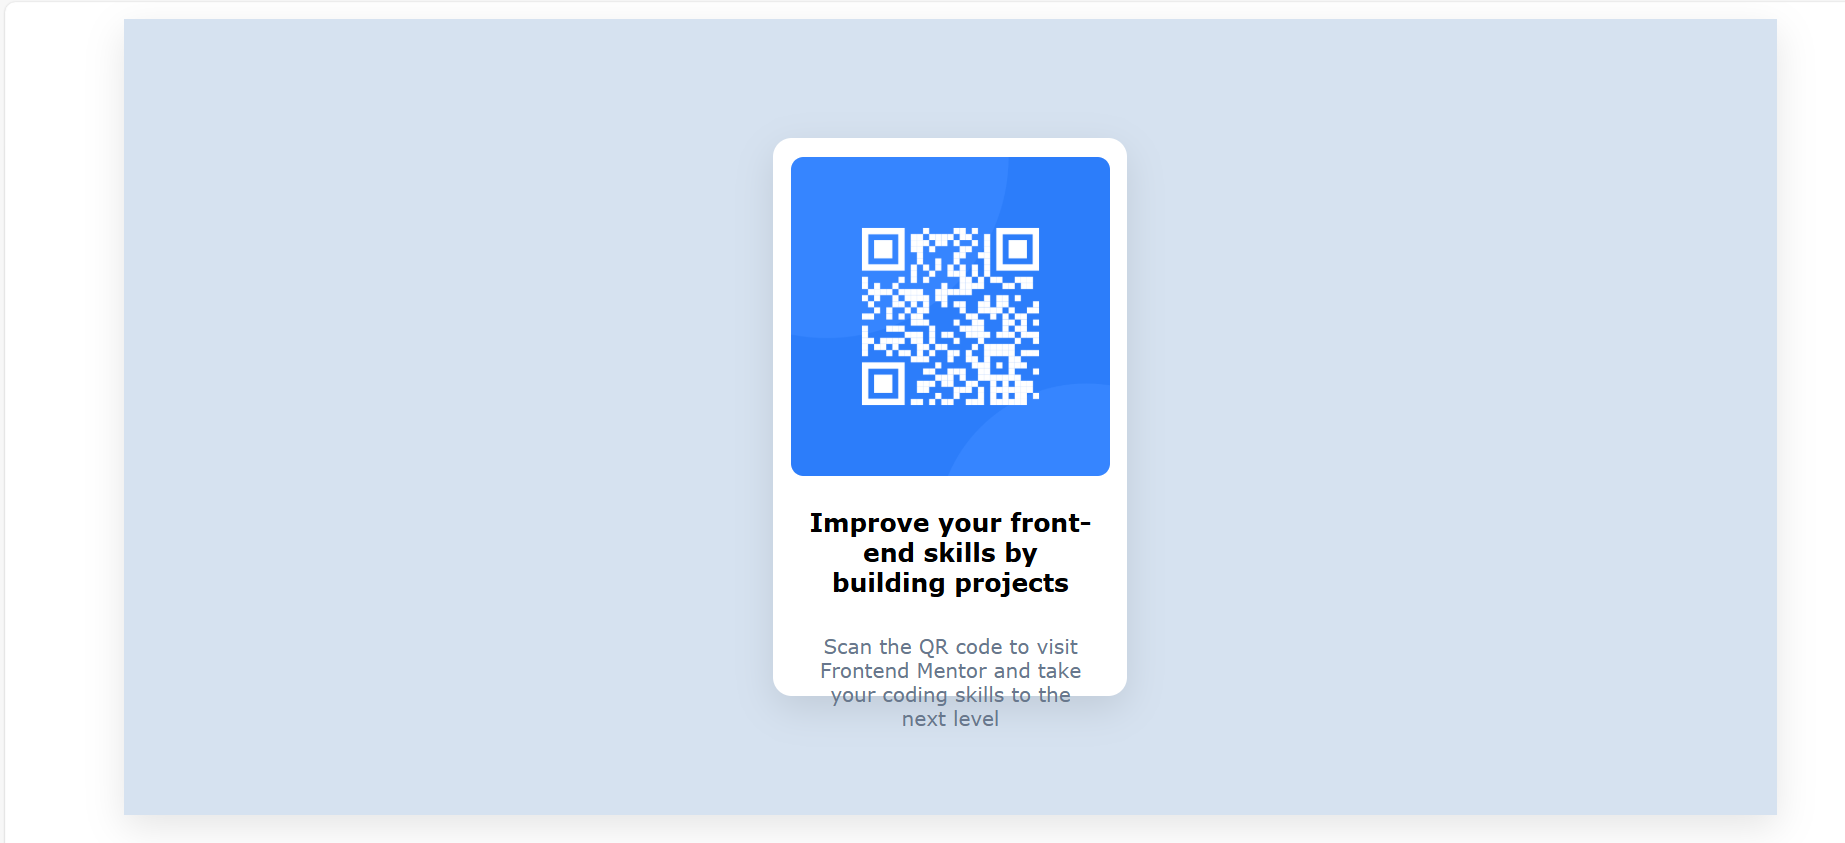 Improve your front-
end skills by
building projects
Scan the QR code to visit
Frontend Mentor and take
your coding skills to the
next level